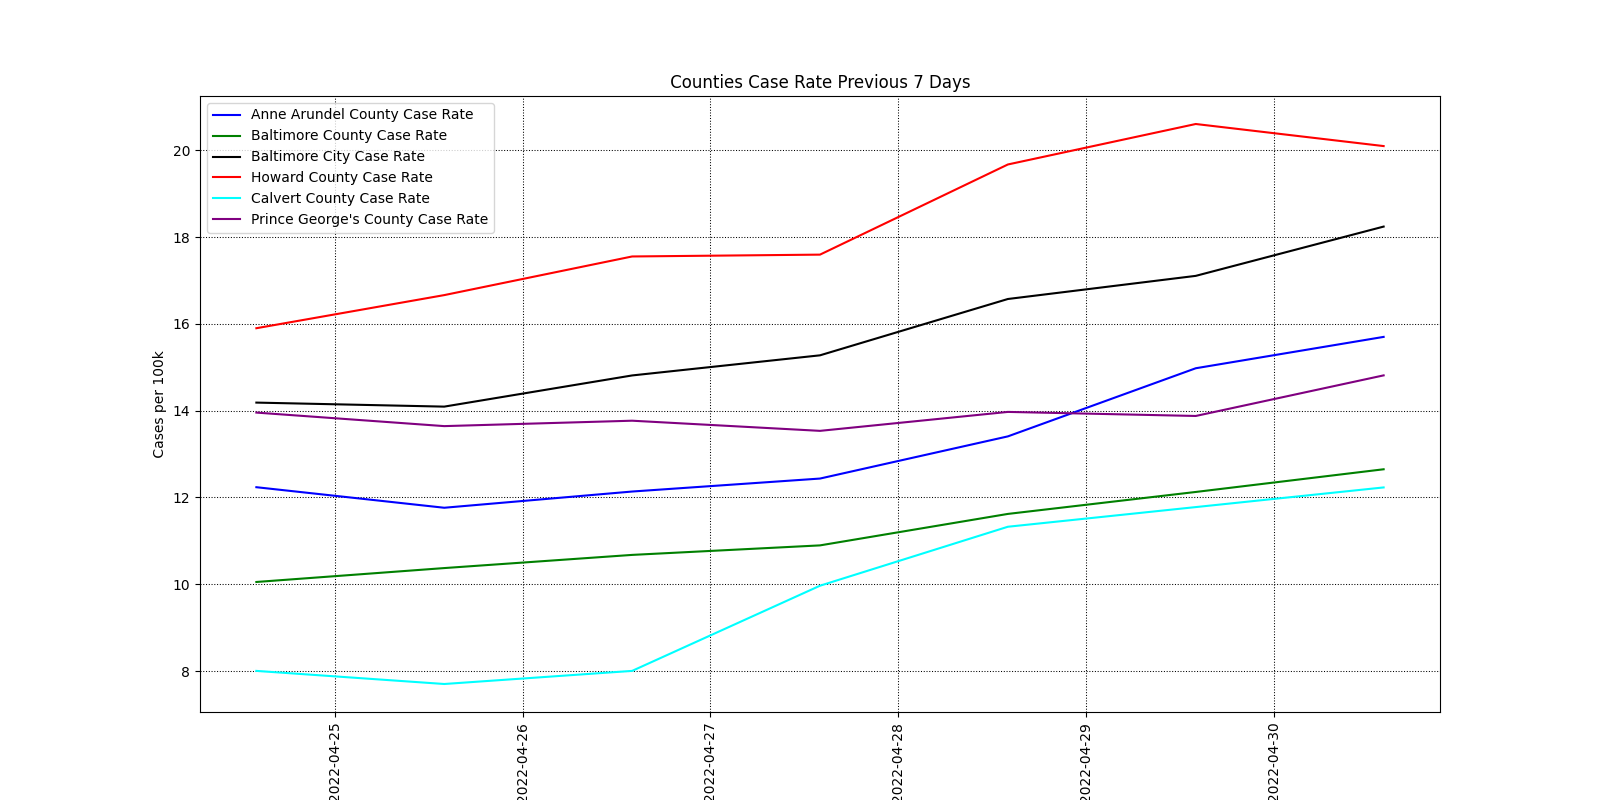 Counties Case Rate Previous 7 Days
Anne Arundel County Case Rate
Baltimore County Case Rate
Baltimore City Case Rate
Howard County Case Rate
Calvert County Case Rate
Prince George's County Case Rate
Cases per 100k
20
18
16
14
12
10
8
2022-04-25
2022-04-26
2022-04-27
2022-04-28
2022-04-29
2022-04-30